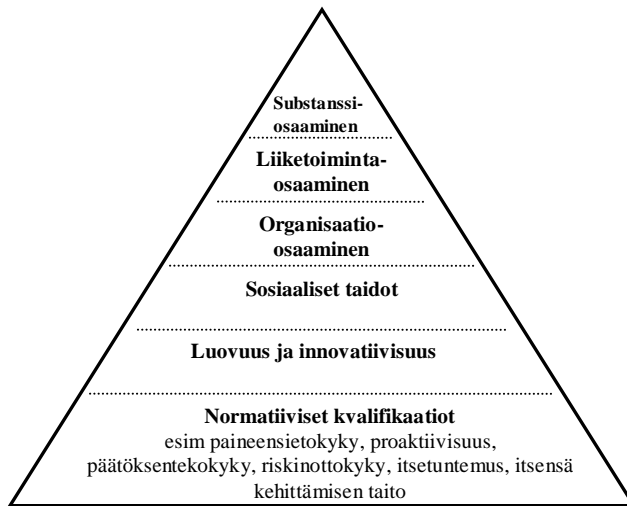 Substanssi-
osaaminen
Liiketoiminta-
osaaminen
Organisaatio-
osaaminen
Sosiaaliset taidot
Luovuus ja innovatiivisuus
Normatiiviset kvalifikaatiot
esim paineensietokyky, proaktiivisuus,
päätöksentekokyky, riskinottokyky, itsetuntemus, itsensä
kehittämisen taito